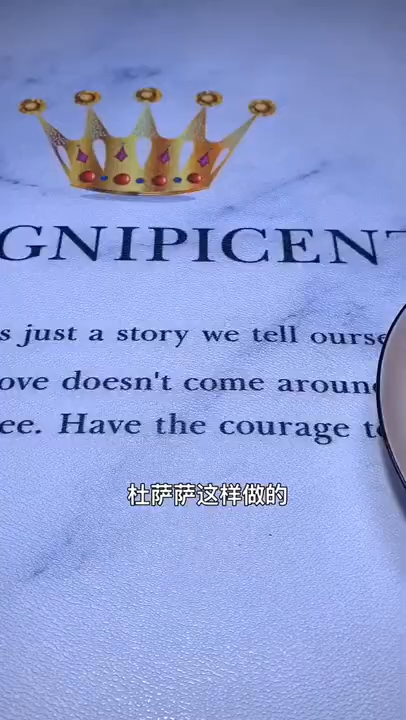 GNIPICENT
s just a story we tell ourse
ove doesn't come aroun
ee. Have the courage t
杜萨萨这样做的